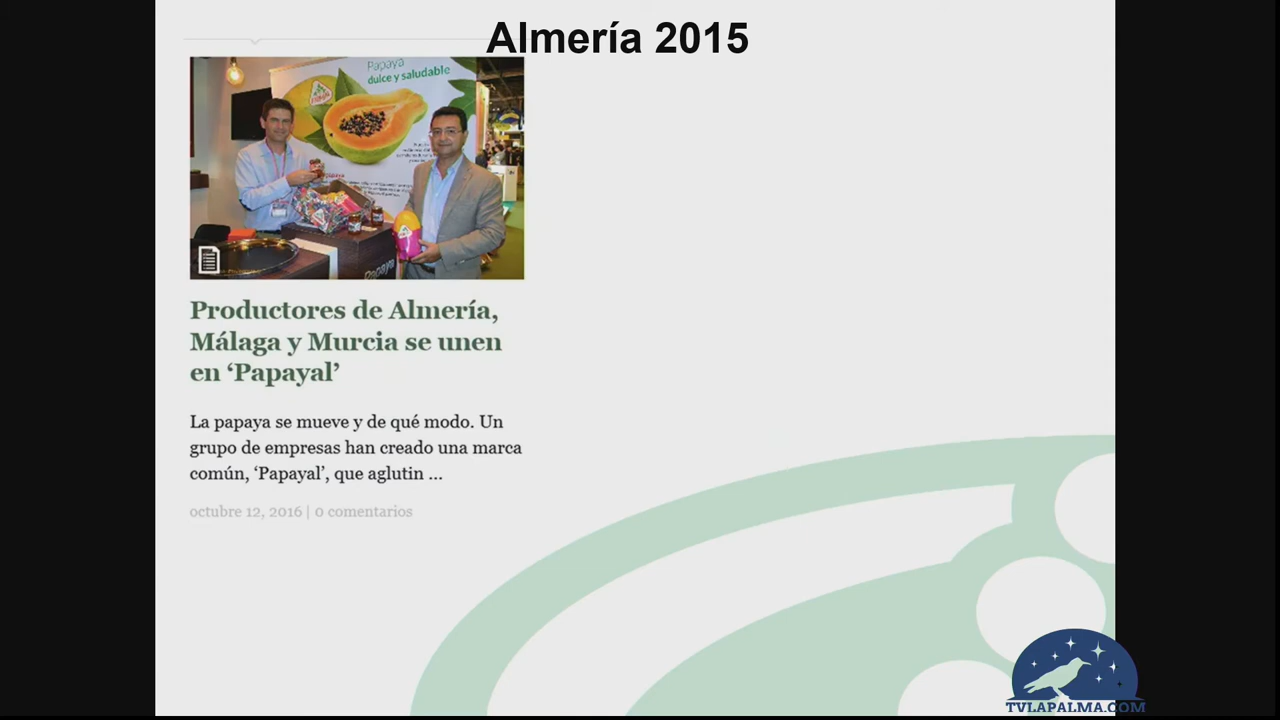 Almería 2015
Papaya
dulce y saludable
Papaya
Productores de Almería,
Málaga y Murcia se unen
en ‘Papayal’
La papaya se mueve y de qué modo. Un
grupo de empresas han creado una marca
común, ‘Papayal’, que aglutin ...
octubre 12, 2016 | 0 comentarios
TVLAPALMA.COM